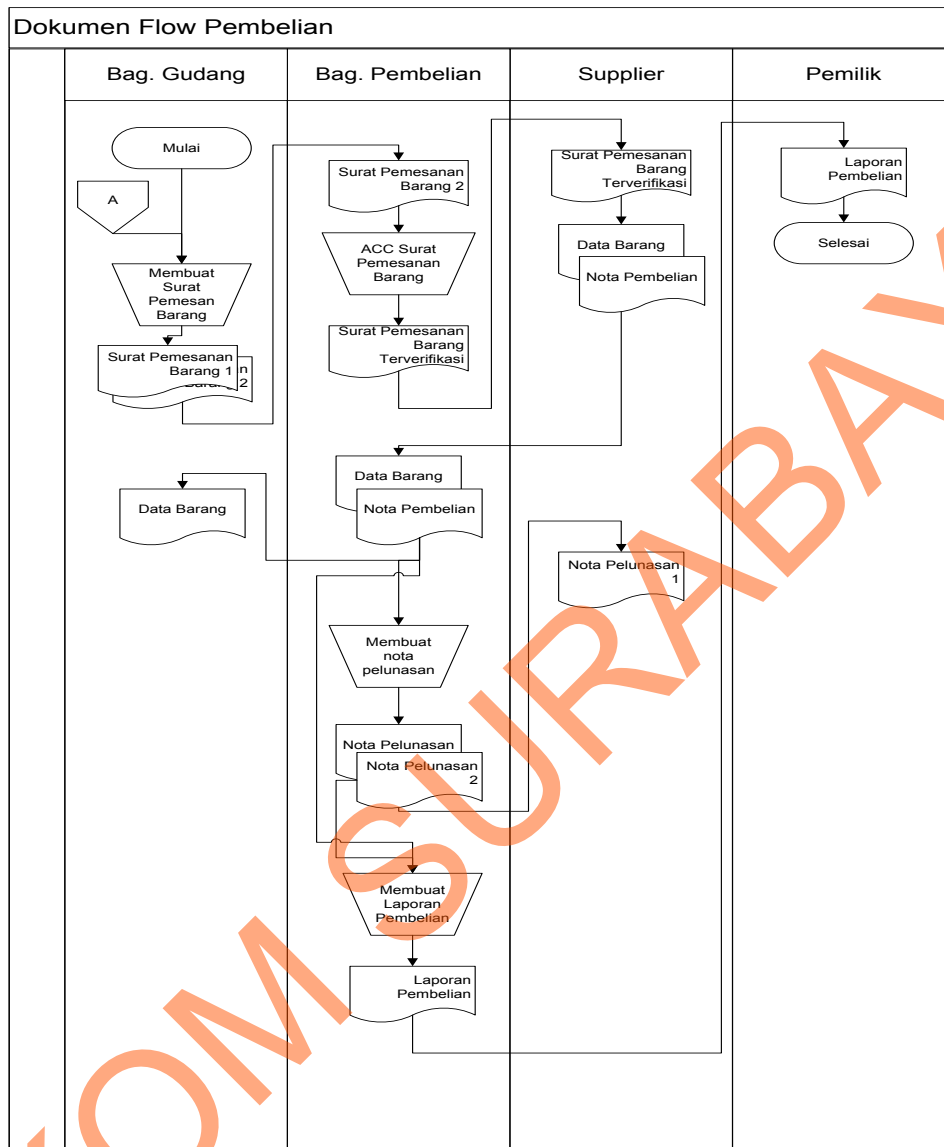 Dokumen Flow Pembelian
Bag. Gudang
Bag. Pembelian
Supplier
Pemilik
Mulai
A
Membuat
Surat
Pemesan
Barang
Surat Pemesanan
Barang 1
n
2
Data Barang
Surat Pemesanan
Barang 2
ACC Surat
Pemesanan
Barang
Surat Pemesanan
Barang
Terverifikasi
Data Barang
Nota Pembelian
Membuat
nota
pelunasan
Nota Pelunasan
Nota Pelunasan
2
Membuat
Laporan
Pembelian
Laporan
Pembelian
Surat Pemesanan
Barang
Terverifikasi
Data Barang
Nota Pembelian
Nota Pelunasan
1
Laporan
Pembelian
Selesai
OM SURABAY